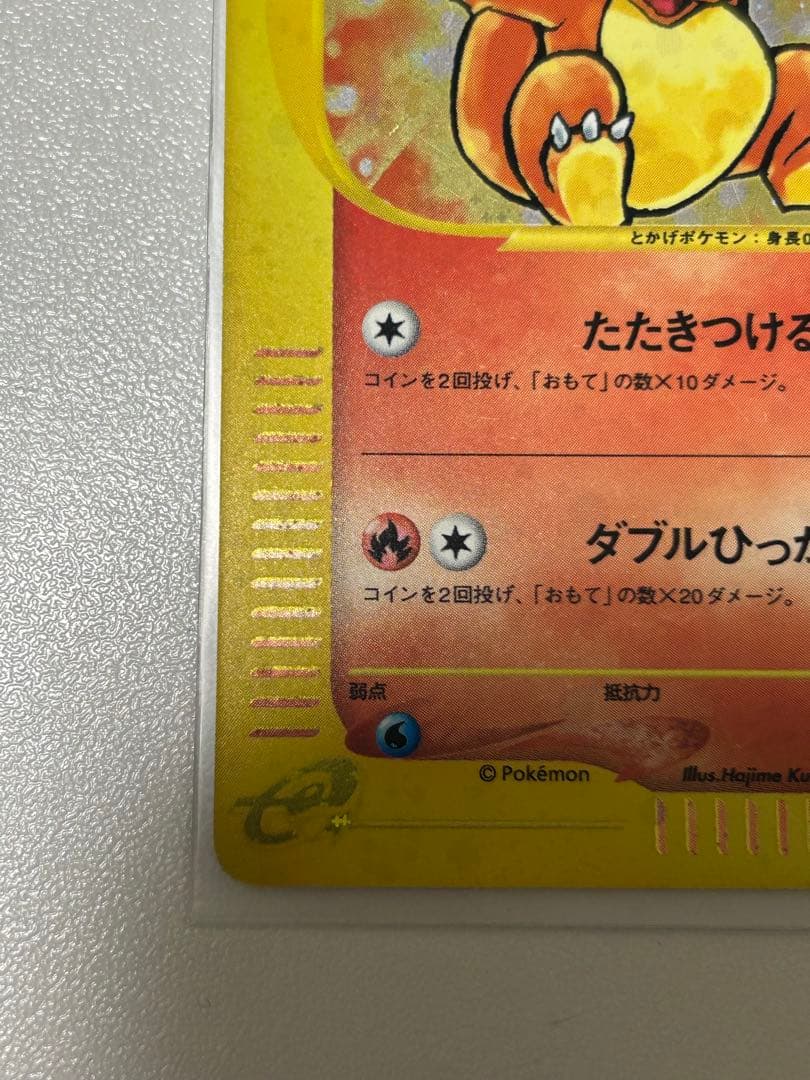 とかげポケモン：身長0
たたきつける
コインを2回投げ、「おもて」の数×10ダメージ。
ダブルひっか
コインを2回投げ、「おもて」の数×20ダメージ。
弱点 抵抗力
© Pokémon Illus.Hajime Ku